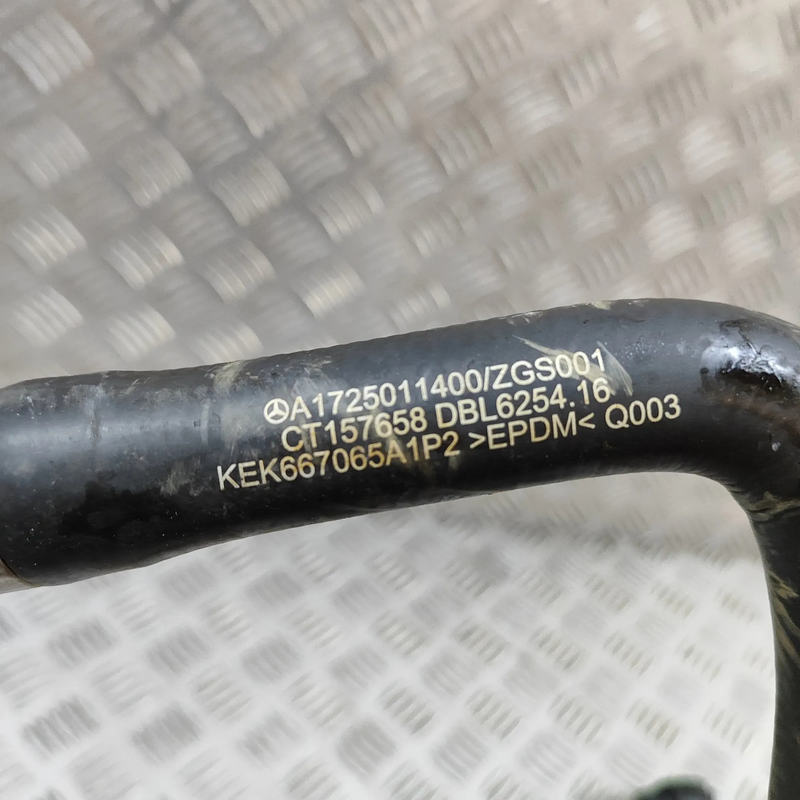 A1725011400/ZGS001
CT157658 DBL6254.16
KEK667065A1P2 >EPDM< Q003